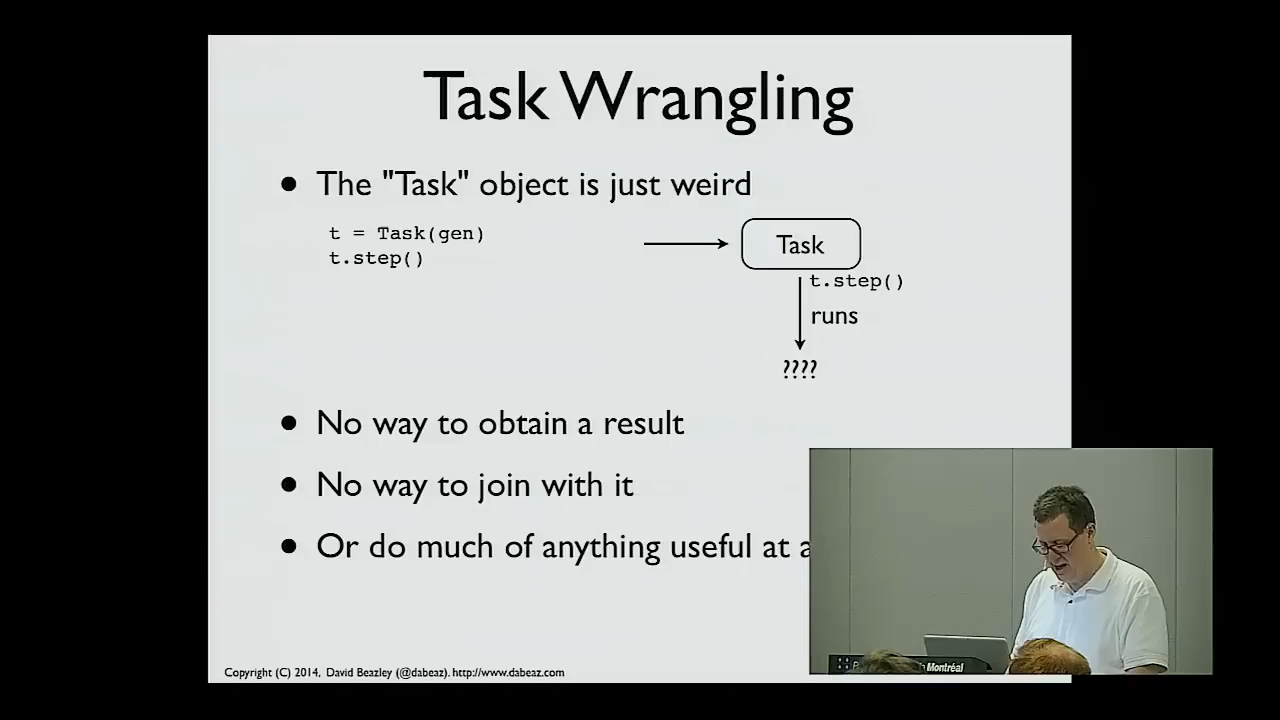 Task Wrangling
• The "Task" object is just weird
t = Task(gen)
t.step()
Task
t.step()
runs
????
• No way to obtain a result
• No way to join with it
• Or do much of anything useful at
Montréal
Copyright (C) 2014, David Beazley (@dabeaz). http://www.dabeaz.com